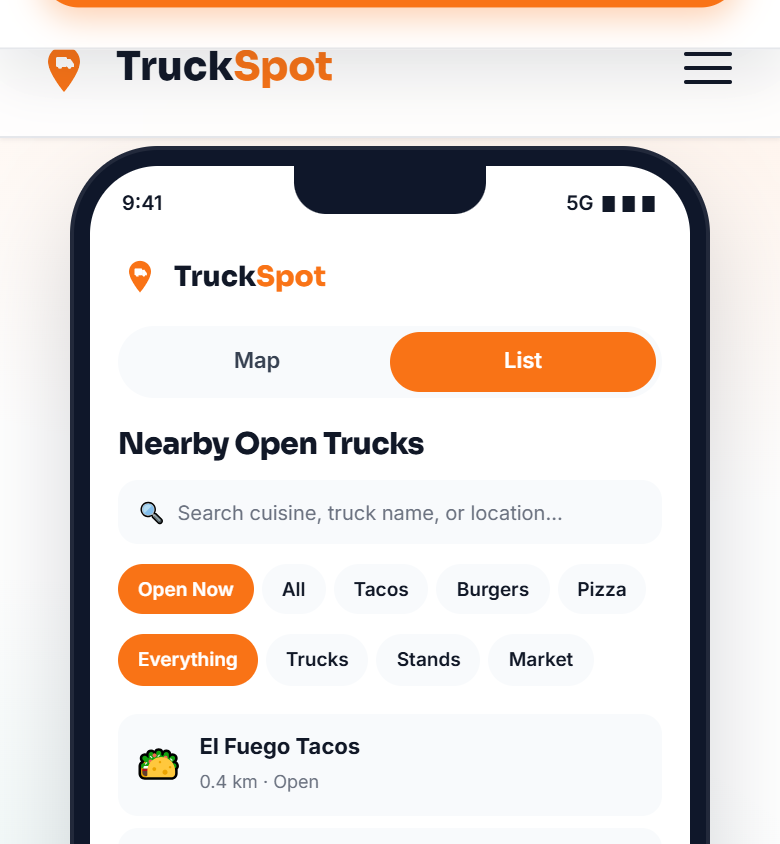 TruckSpot
9:41
5G
TruckSpot
Map List
Nearby Open Trucks
Search cuisine, truck name, or location...
Open Now All Tacos Burgers Pizza
Everything Trucks Stands Market
El Fuego Tacos
0.4 km · Open